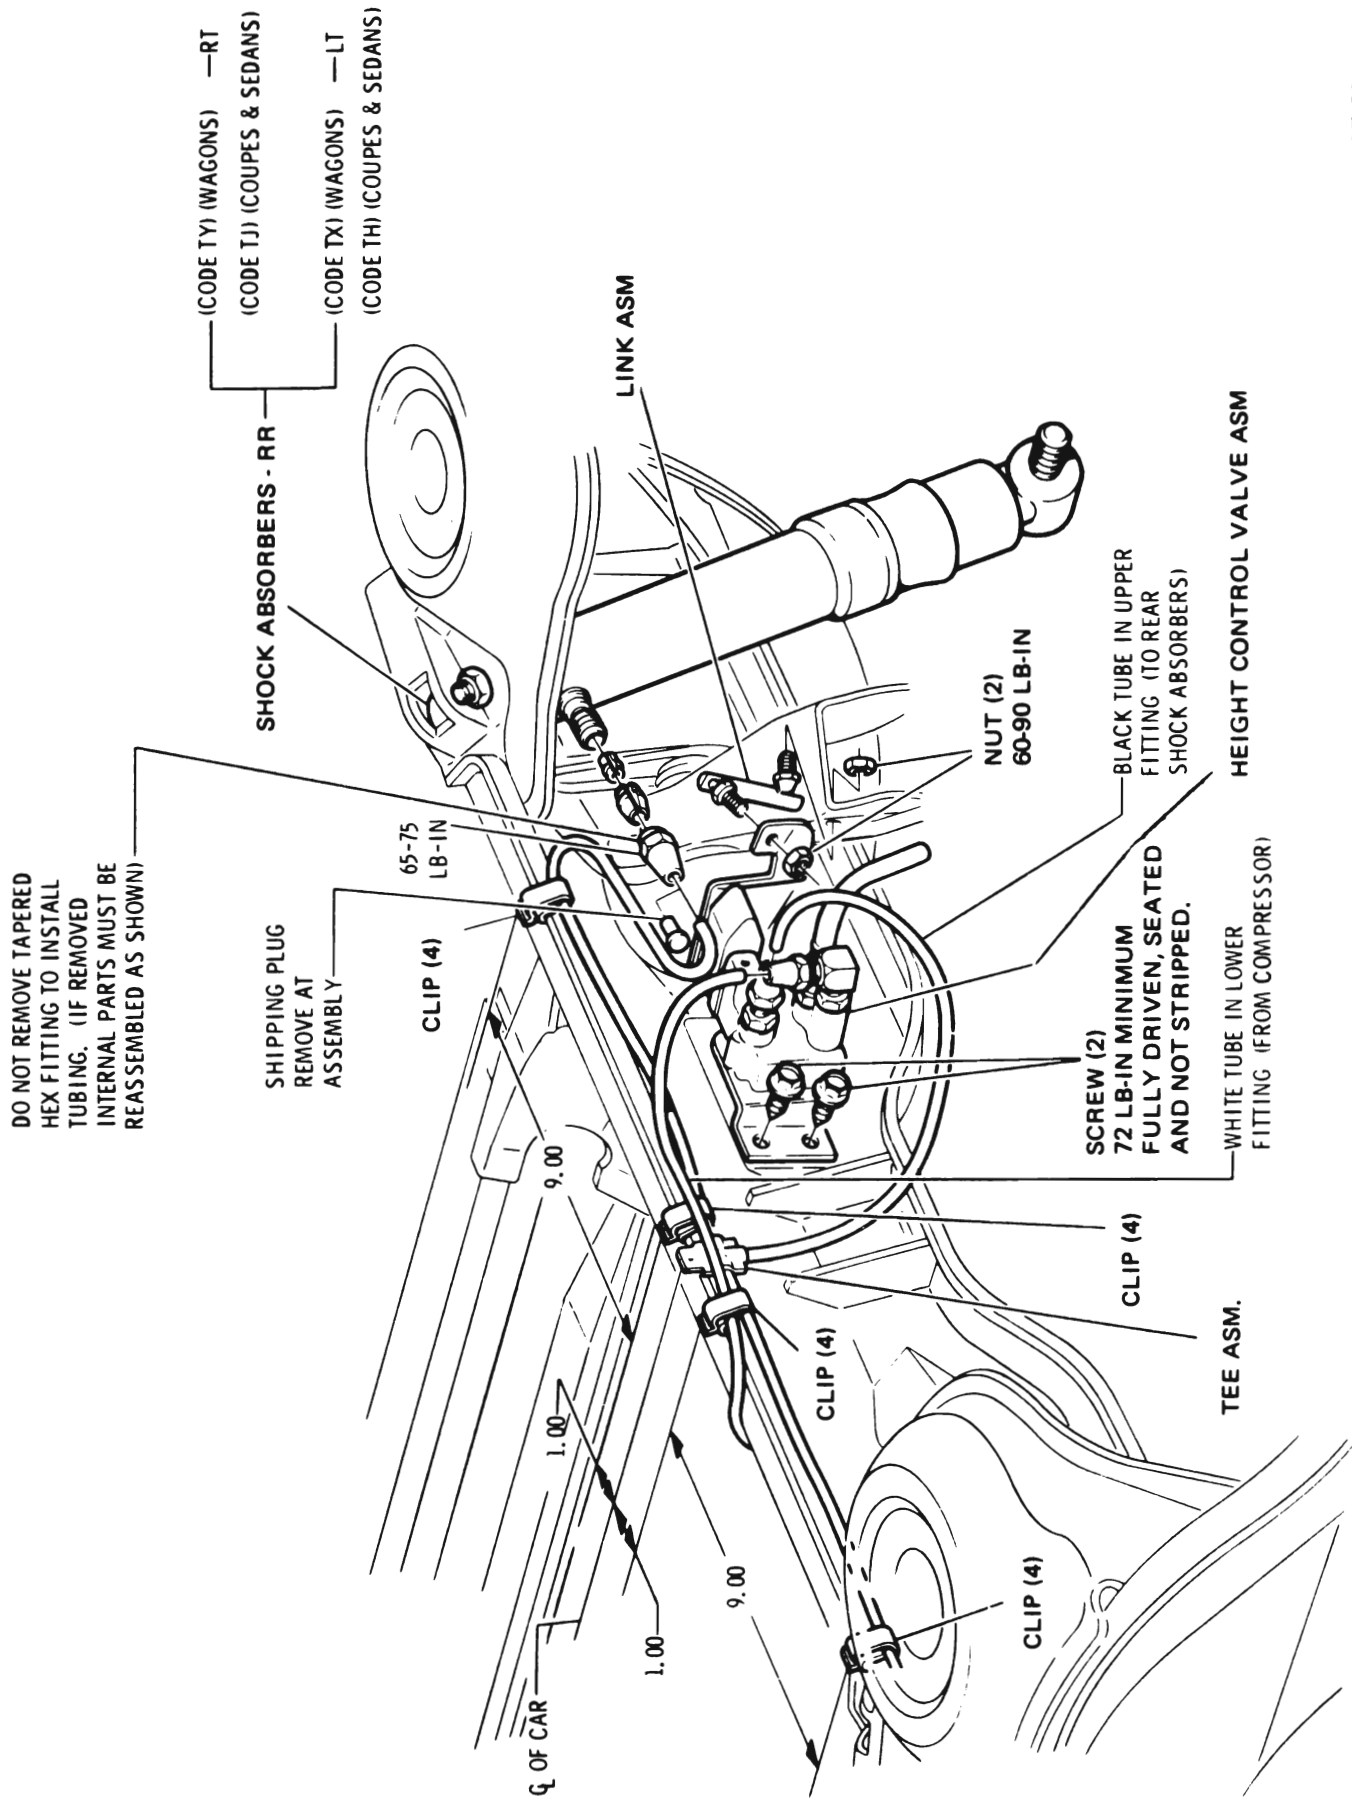 DO NOT REMOVE TAPERED
HEX FITTING TO INSTALL
TUBING. (IF REMOVED
INTERNAL PARTS MUST BE
REASSEMBLED AS SHOWN)
SHOCK ABSORBERS - RR
(CODE TY) (WAGONS) —RT
(CODE TJ) (COUPES & SEDANS)
(CODE TX) (WAGONS) —LT
(CODE TH) (COUPES & SEDANS)
SHIPPING PLUG
REMOVE AT
ASSEMBLY
65-75
LB-IN
CLIP (4)
LINK ASM
9.00
1.00
℄ OF CAR
1.00
9.00
NUT (2)
60-90 LB-IN
BLACK TUBE IN UPPER
FITTING (TO REAR
SHOCK ABSORBERS)
HEIGHT CONTROL VALVE ASM
SCREW (2)
72 LB-IN MINIMUM
FULLY DRIVEN, SEATED
AND NOT STRIPPED.
WHITE TUBE IN LOWER
FITTING (FROM COMPRESSOR)
CLIP (4)
TEE ASM.
CLIP (4)
CLIP (4)